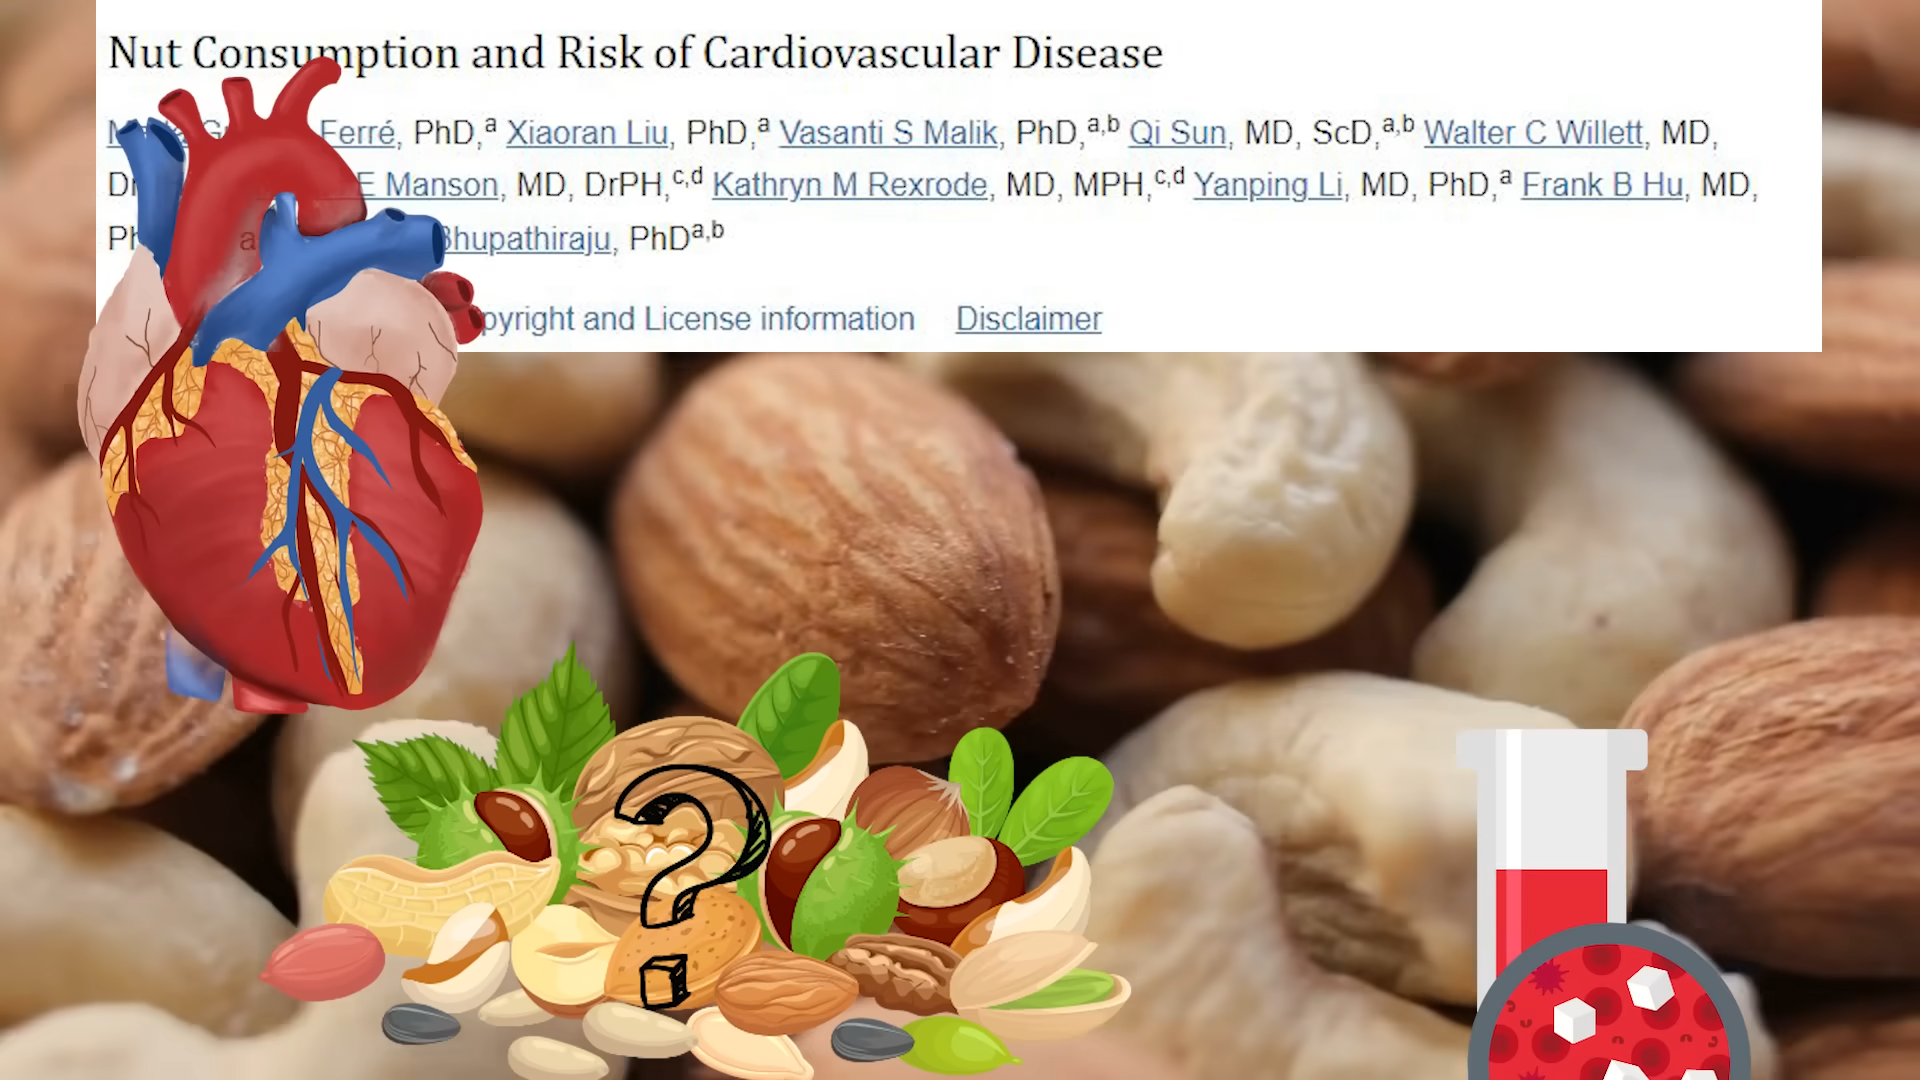 Nut Consumption and Risk of Cardiovascular Disease
Ferré, PhD,a Xiaoran Liu, PhD,a Vasanti S Malik, PhD,a,b Qi Sun, MD, ScD,a,b Walter C Willett, MD,
E Manson, MD, DrPH,c,d Kathryn M Rexrode, MD, MPH,c,d Yanping Li, MD, PhD,a Frank B Hu, MD,
Bhupathiraju, PhDa,b
and License information Disclaimer
?